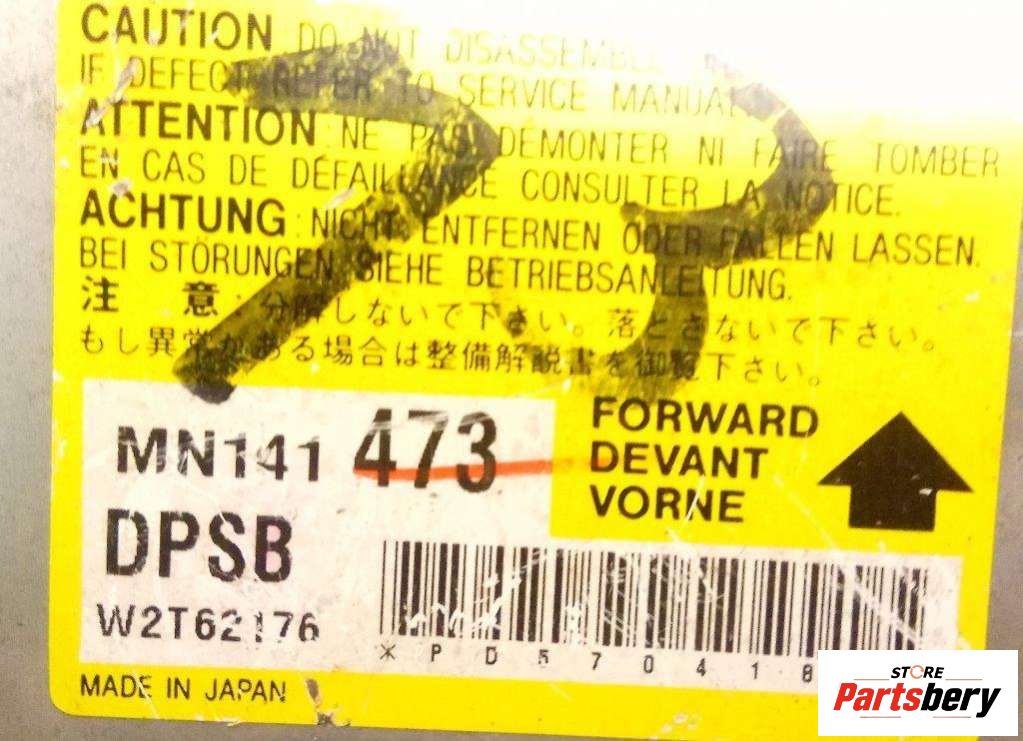 CAUTION DO NOT DISASSEMBLE
IF DEFECT REFER TO SERVICE MANUAL
ATTENTION : NE PAS DÉMONTER NI FAIRE TOMBER
EN CAS DE DÉFAILLANCE CONSULTER LA NOTICE.
ACHTUNG : NICHT ENTFERNEN ODER FALLEN LASSEN.
BEI STÖRUNGEN SIEHE BETRIEBSANLEITUNG.
注 意 : 分解しないで下さい。落とさないで下さい。
もし異常がある場合は整備解説書を御覧下さい。
MN141 473
DPSB
W2T62176
FORWARD
DEVANT
VORNE
*PD570418
MADE IN JAPAN
STORE
Partsbery